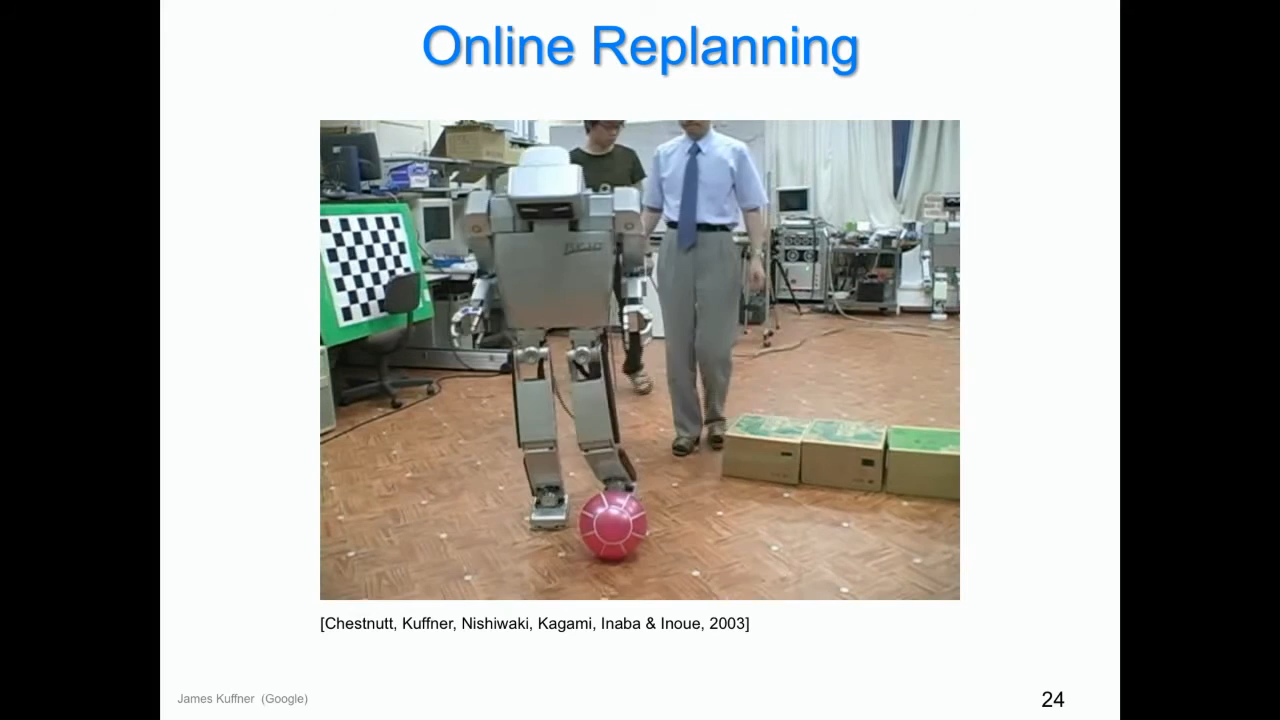 Online Replanning
[Chestnutt, Kuffner, Nishiwaki, Kagami, Inaba & Inoue, 2003]
James Kuffner (Google)
24